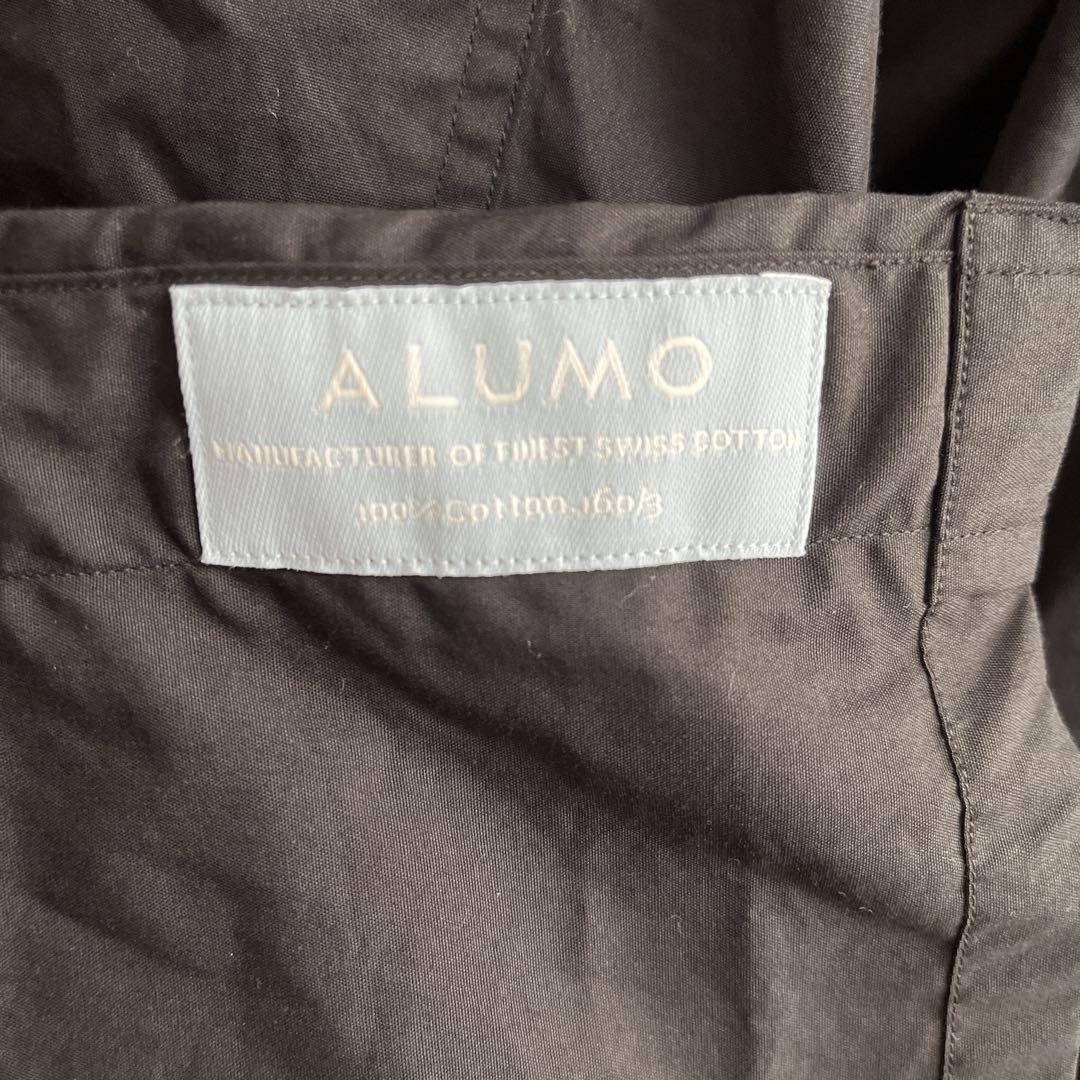 ALUMO
MANUFACTURER OF FINEST SWISS COTTON
100%Cotton,160/3